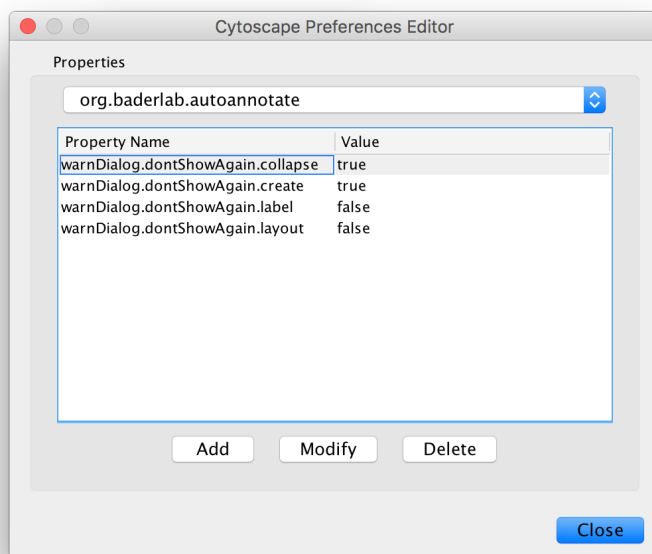 Cytoscape Preferences Editor
Properties
org.baderlab.autoannotate
Property Name Value
warnDialog.dontShowAgain.collapse true
warnDialog.dontShowAgain.create true
warnDialog.dontShowAgain.label false
warnDialog.dontShowAgain.layout false
Add Modify Delete
Close